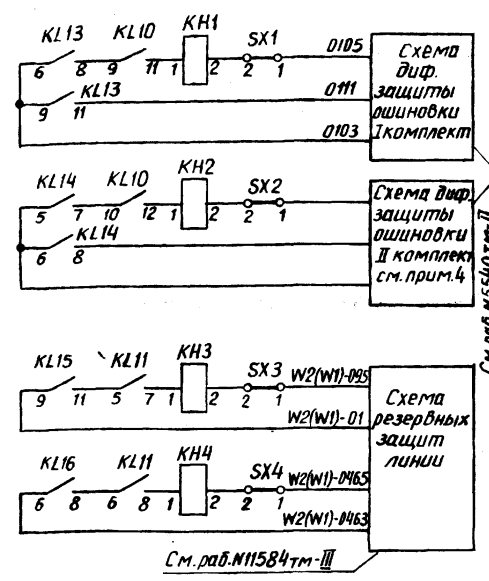 KH1
KL13 KL10 SX1 0105
6 8 9 11 1 2 2 1
KL13 0111
9 11
0103
Схема
диф.
защиты
ошиновки
I комплект
KH2
KL14 KL10 SX2
5 7 10 12 1 2 2 1
KL14
6 8
Схема диф.
защиты
ошиновки
II комплект
см. прим. 4
KH3
KL15 KL11 SX3 W2(W1)-095
9 11 5 7 1 2 2 1
W2(W1)-01
KH4
KL16 KL11 SX4 W2(W1)-0465
6 8 6 8 1 2 2 1
W2(W1)-0463
Схема
резервных
защит
линии
См. раб. N11584тм-III
См. раб.